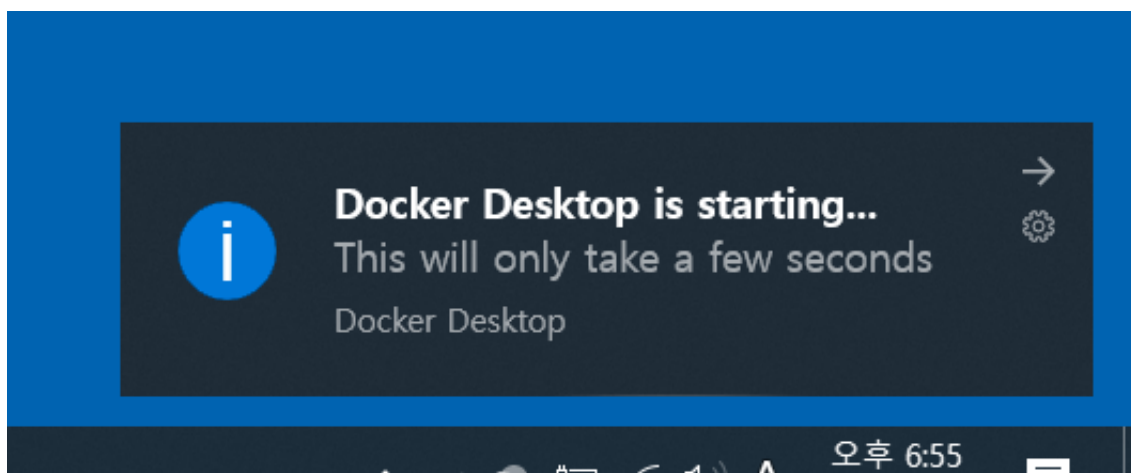 Docker Desktop is starting...
This will only take a few seconds
Docker Desktop
A
오후 6:55